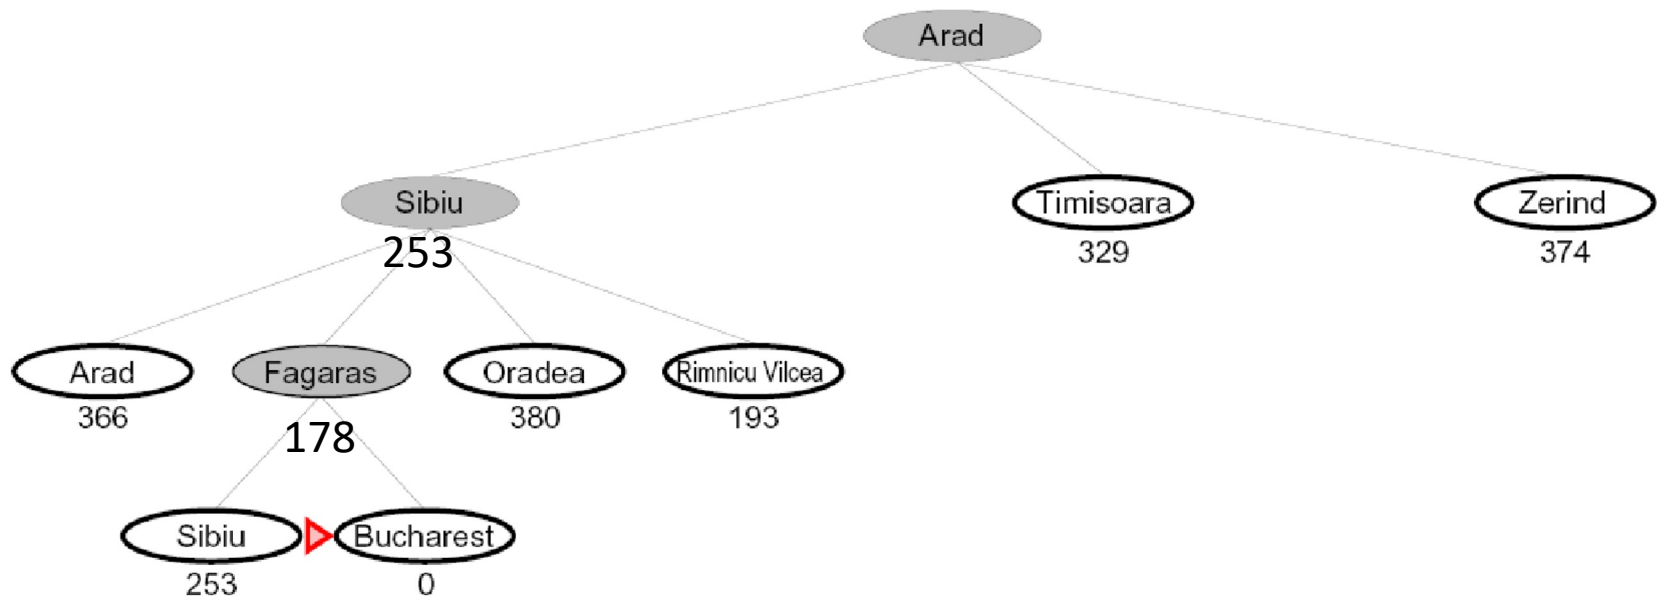 Arad
Sibiu
Timisoara
Zerind
253
329
374
Arad
Fagaras
Oradea
Rimnicu Vilcea
366
178
380
193
Sibiu
Bucharest
253
0